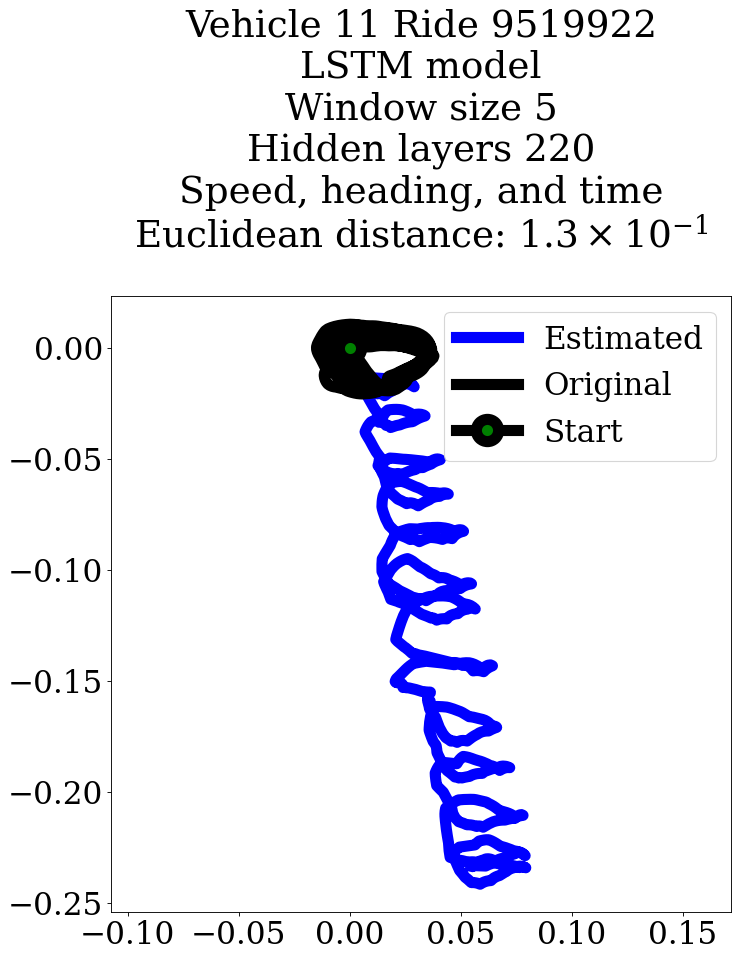 Vehicle 11 Ride 9519922
LSTM model
Window size 5
Hidden layers 220
Speed, heading, and time
Euclidean distance: 1.3 × 10⁻¹
Estimated
Original
Start
0.00
−0.05
−0.10
−0.15
−0.20
−0.25
−0.10 −0.05 0.00 0.05 0.10 0.15